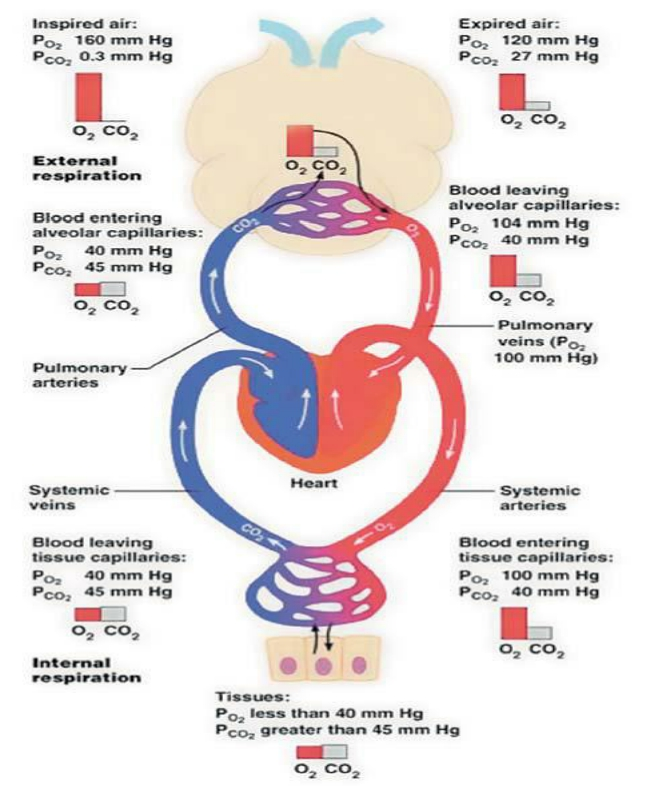 Inspired air:
PO2 160 mm Hg
PCO2 0.3 mm Hg
O2 CO2
Expired air:
PO2 120 mm Hg
PCO2 27 mm Hg
O2 CO2
O2 CO2
External
respiration
Blood entering
alveolar capillaries:
PO2 40 mm Hg
PCO2 45 mm Hg
O2 CO2
CO2
O2
Blood leaving
alveolar capillaries:
PO2 104 mm Hg
PCO2 40 mm Hg
O2 CO2
Pulmonary
veins (PO2
100 mm Hg)
Pulmonary
arteries
Heart
Systemic
veins
Systemic
arteries
CO2
O2
Blood leaving
tissue capillaries:
PO2 40 mm Hg
PCO2 45 mm Hg
O2 CO2
Blood entering
tissue capillaries:
PO2 100 mm Hg
PCO2 40 mm Hg
O2 CO2
Internal
respiration
Tissues:
PO2 less than 40 mm Hg
PCO2 greater than 45 mm Hg
O2 CO2